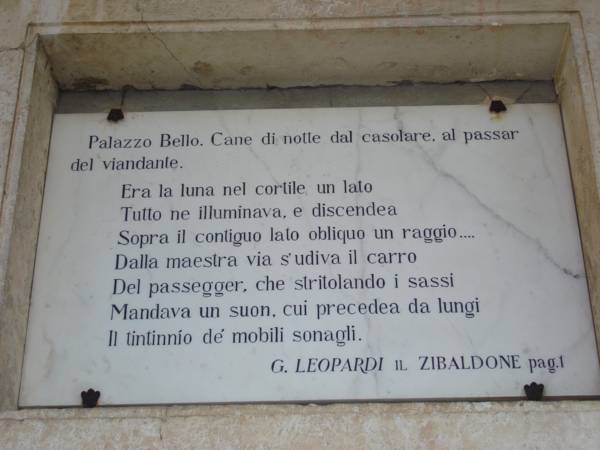 Palazzo Bello. Cane di notte dal casolare, al passar
del viandante.
Era la luna nel cortile un lato
Tutto ne illuminava, e discendea
Sopra il contiguo lato obliquo un raggio....
Dalla maestra via s'udiva il carro
Del passegger, che stritolando i sassi
Mandava un suon, cui precedea da lungi
Il tintinnío de' mobili sonagli.
G. LEOPARDI IL ZIBALDONE pag.1